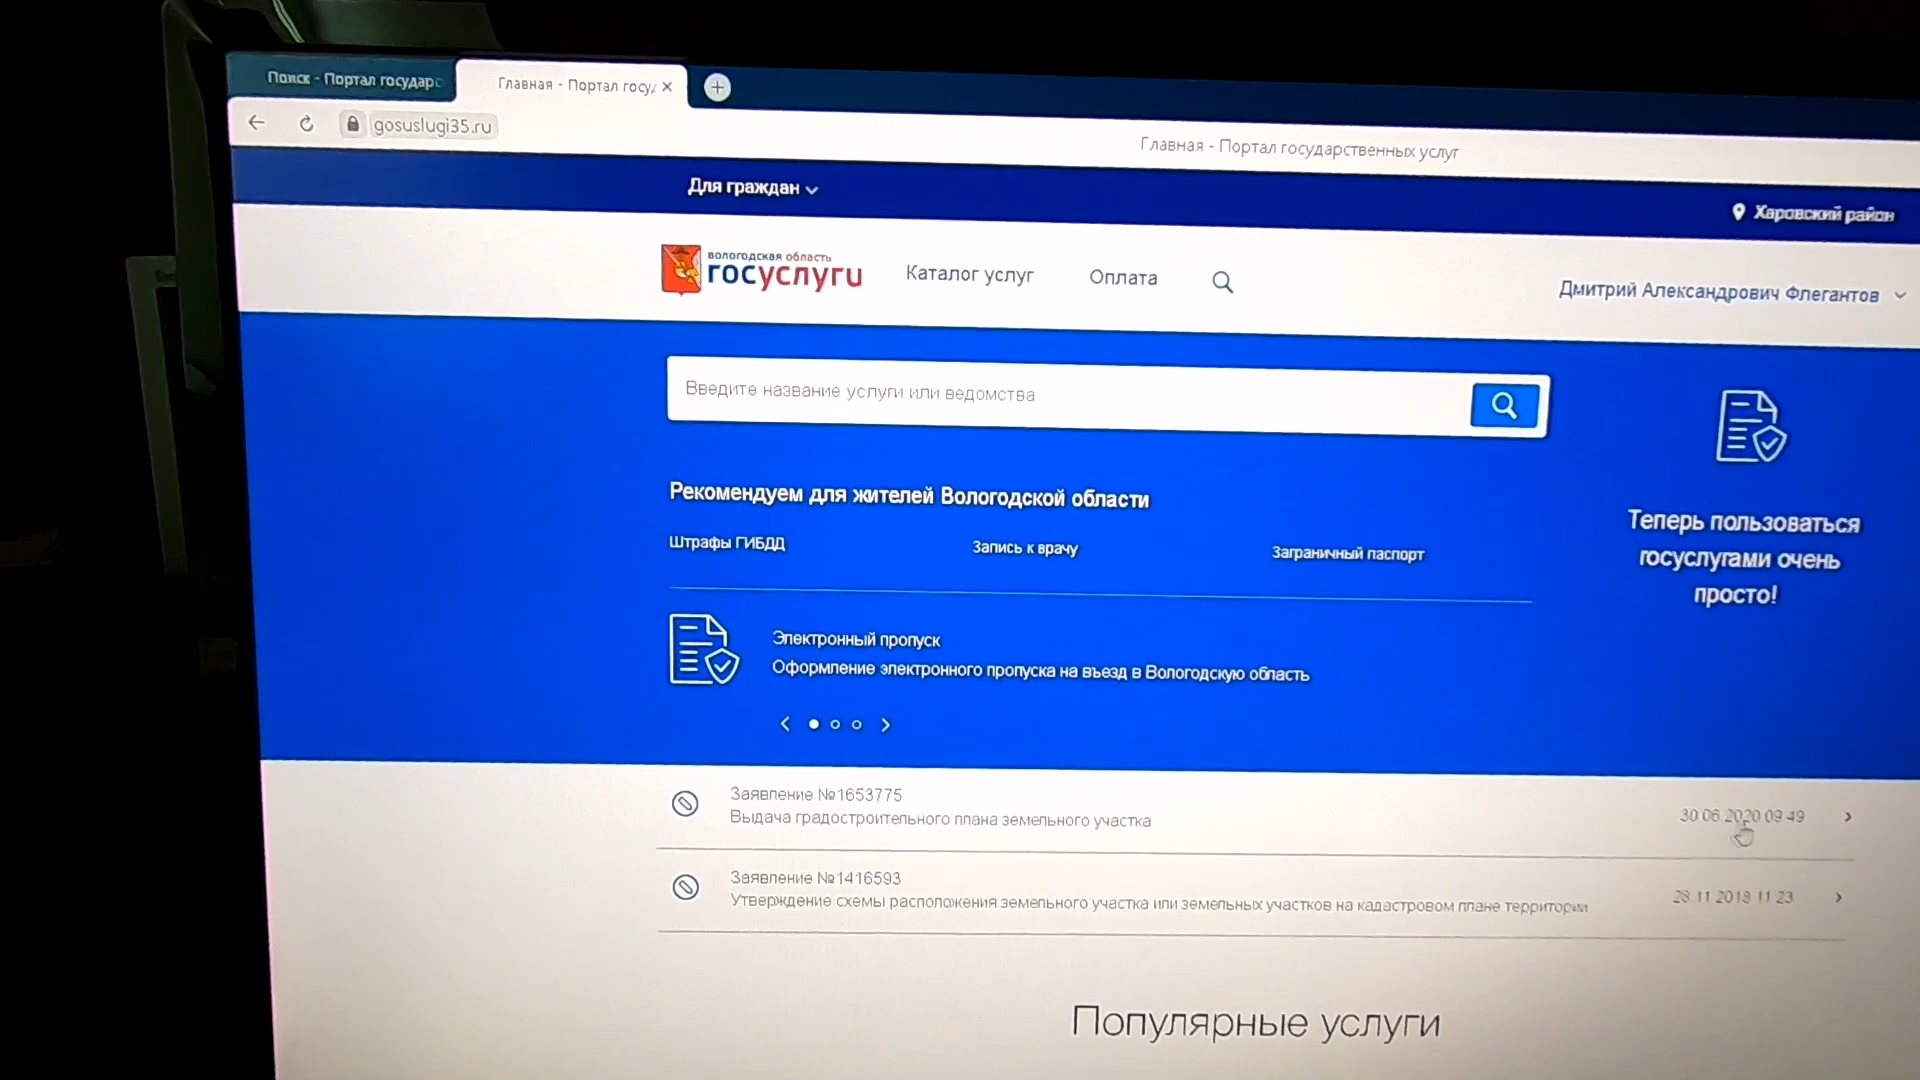 Поиск - Портал государс
Главная - Портал госу
gosuslugi35.ru
Главная - Портал государственных услуг
Для граждан
Харовский район
вологодская область
госуслуги
Каталог услуг
Оплата
Дмитрий Александрович Флегантов
Введите название услуги или ведомства
Рекомендуем для жителей Вологодской области
Штрафы ГИБДД
Запись к врачу
Заграничный паспорт
Теперь пользоваться
госуслугами очень
просто!
Электронный пропуск
Оформление электронного пропуска на въезд в Вологодскую область
Заявление №1653775
Выдача градостроительного плана земельного участка
30.06.2020 09:49
Заявление №1416593
Утверждение схемы расположения земельного участка или земельных участков на кадастровом плане территории
28.11.2018 11:23
Популярные услуги